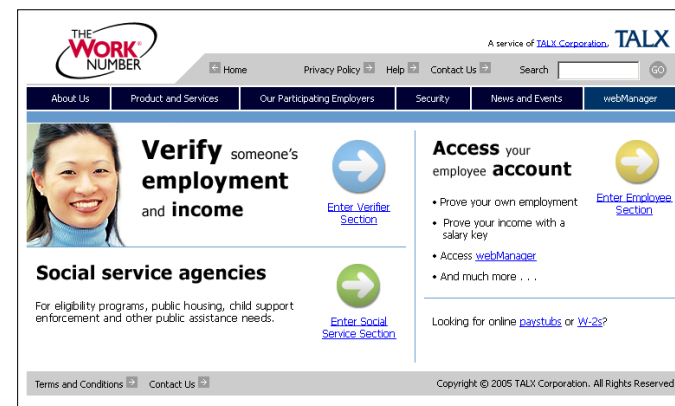 THE
WORK®
NUMBER
A service of TALX Corporation. TALX
Home Privacy Policy Help Contact Us Search GO
About Us Product and Services Our Participating Employers Security News and Events webManager
Verify someone's
employment
and income
Enter Verifier
Section
Access your
employee account
• Prove your own employment
• Prove your income with a
salary key
• Access webManager
• And much more . . .
Enter Employee
Section
Social service agencies
For eligibility programs, public housing, child support
enforcement and other public assistance needs.
Enter Social
Service Section
Looking for online paystubs or W-2s?
Terms and Conditions Contact Us Copyright © 2005 TALX Corporation. All Rights Reserved